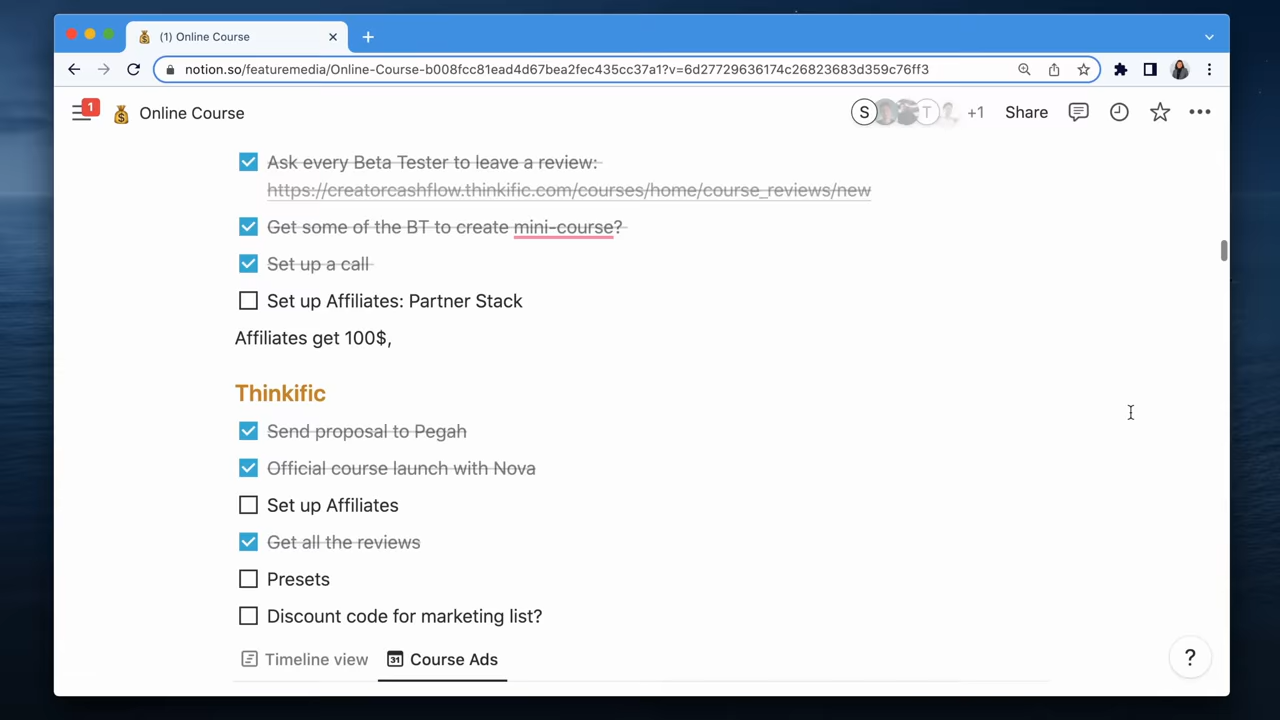 (1) Online Course
notion.so/featuremedia/Online-Course-b008fcc81ead4d67bea2fec435cc37a1?v=6d27729636174c26823683d359c76ff3
1
Online Course
S
T
+1
Share
Ask every Beta Tester to leave a review:
https://creatorcashflow.thinkific.com/courses/home/course_reviews/new
Get some of the BT to create mini-course?
Set up a call
Set up Affiliates: Partner Stack
Affiliates get 100$,
Thinkific
Send proposal to Pegah
Official course launch with Nova
Set up Affiliates
Get all the reviews
Presets
Discount code for marketing list?
Timeline view
31 Course Ads
?